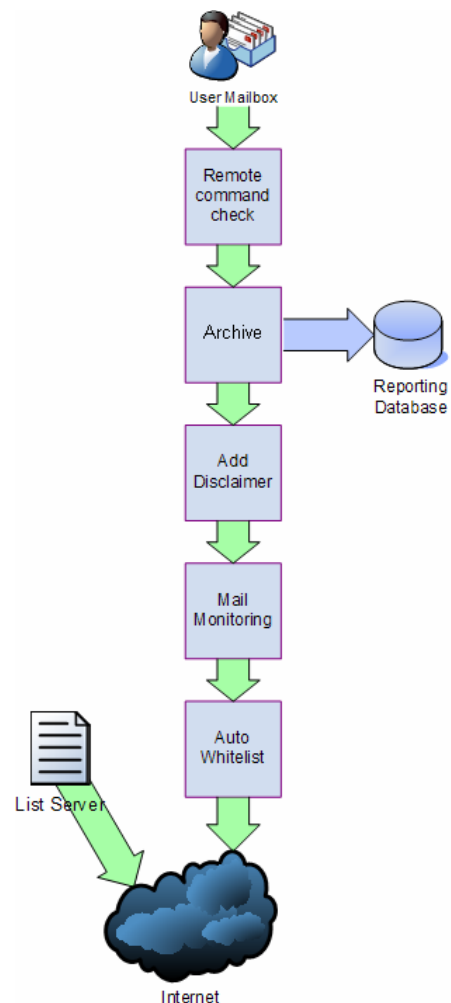 User Mailbox
Remote
command
check
Archive
Reporting
Database
Add
Disclaimer
Mail
Monitoring
Auto
Whitelist
List Server
Internet